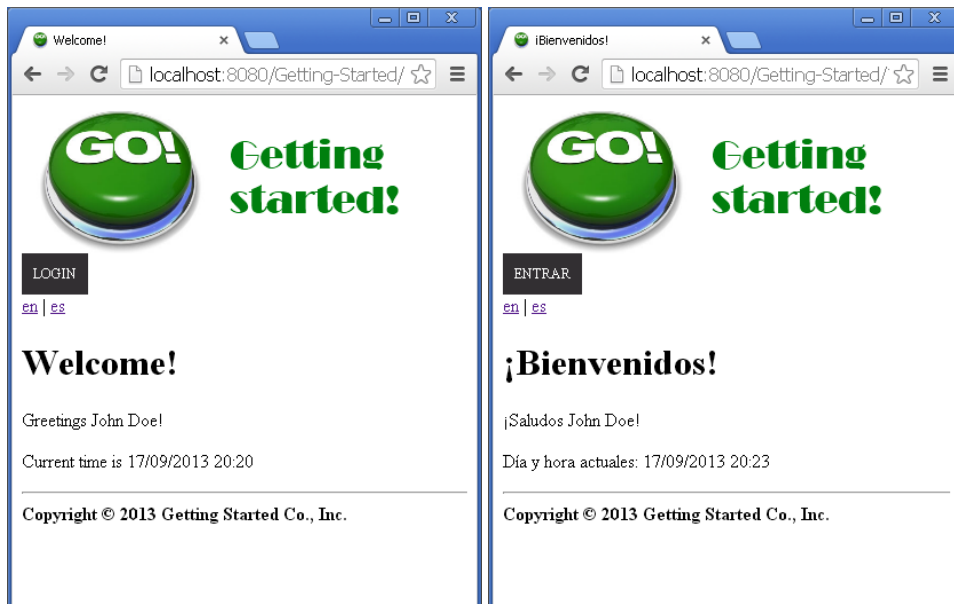 Welcome!
localhost:8080/Getting-Started/
GO!
Getting
started!
LOGIN
en | es
Welcome!
Greetings John Doe!
Current time is 17/09/2013 20:20
Copyright © 2013 Getting Started Co., Inc.
¡Bienvenidos!
localhost:8080/Getting-Started/
GO!
Getting
started!
ENTRAR
en | es
¡Bienvenidos!
¡Saludos John Doe!
Día y hora actuales: 17/09/2013 20:23
Copyright © 2013 Getting Started Co., Inc.